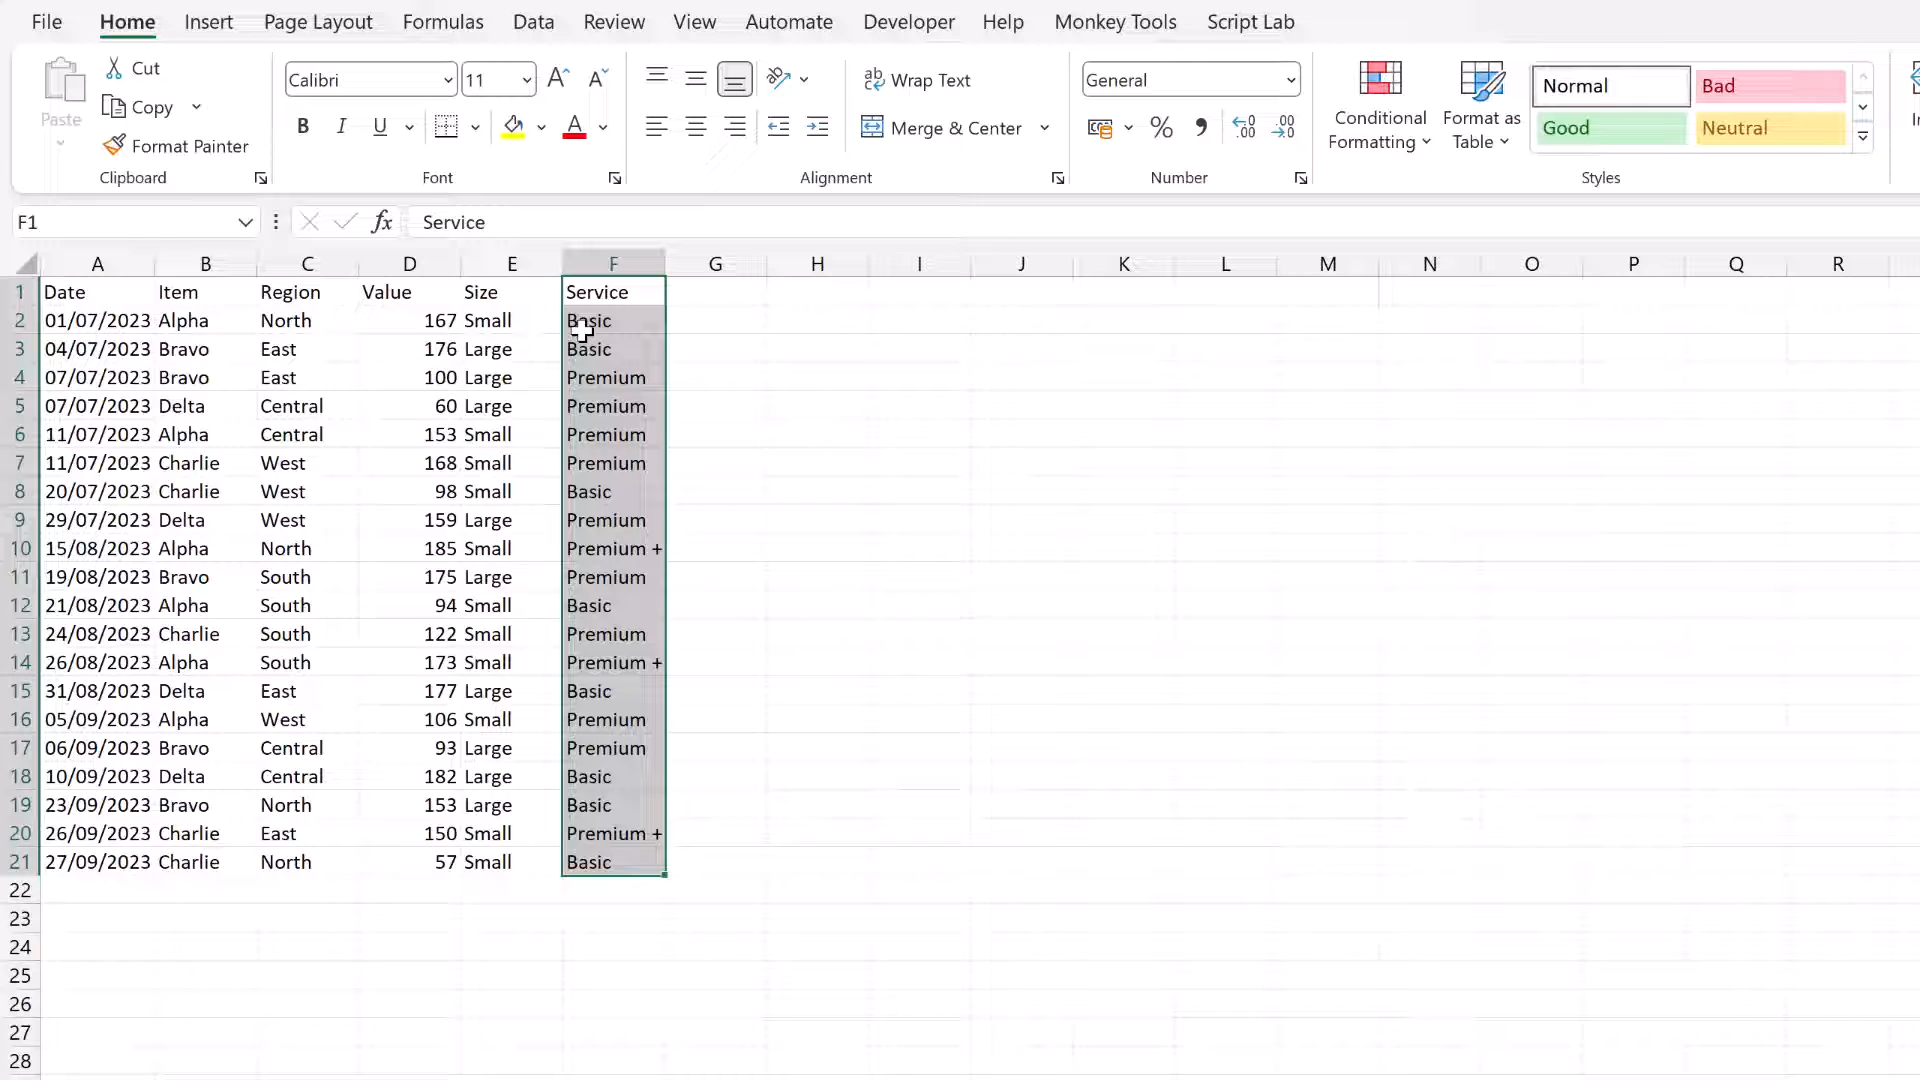 File Home Insert Page Layout Formulas Data Review View Automate Developer Help Monkey Tools Script Lab
Paste
Cut
Copy
Format Painter
Clipboard
Calibri 11
B I U
Font
Wrap Text
Merge & Center
Alignment
General
Number
Conditional Formatting
Format as Table
Normal Bad
Good Neutral
Styles
F1 fx Service
A B C D E F G H I J K L M N O P Q R
1 Date Item Region Value Size Service
2 01/07/2023 Alpha North 167 Small Basic
3 04/07/2023 Bravo East 176 Large Basic
4 07/07/2023 Bravo East 100 Large Premium
5 07/07/2023 Delta Central 60 Large Premium
6 11/07/2023 Alpha Central 153 Small Premium
7 11/07/2023 Charlie West 168 Small Premium
8 20/07/2023 Charlie West 98 Small Basic
9 29/07/2023 Delta West 159 Large Premium
10 15/08/2023 Alpha North 185 Small Premium +
11 19/08/2023 Bravo South 175 Large Premium
12 21/08/2023 Alpha South 94 Small Basic
13 24/08/2023 Charlie South 122 Small Premium
14 26/08/2023 Alpha South 173 Small Premium +
15 31/08/2023 Delta East 177 Large Basic
16 05/09/2023 Alpha West 106 Small Premium
17 06/09/2023 Bravo Central 93 Large Premium
18 10/09/2023 Delta Central 182 Large Basic
19 23/09/2023 Bravo North 153 Large Basic
20 26/09/2023 Charlie East 150 Small Premium +
21 27/09/2023 Charlie North 57 Small Basic
22
23
24
25
26
27
28